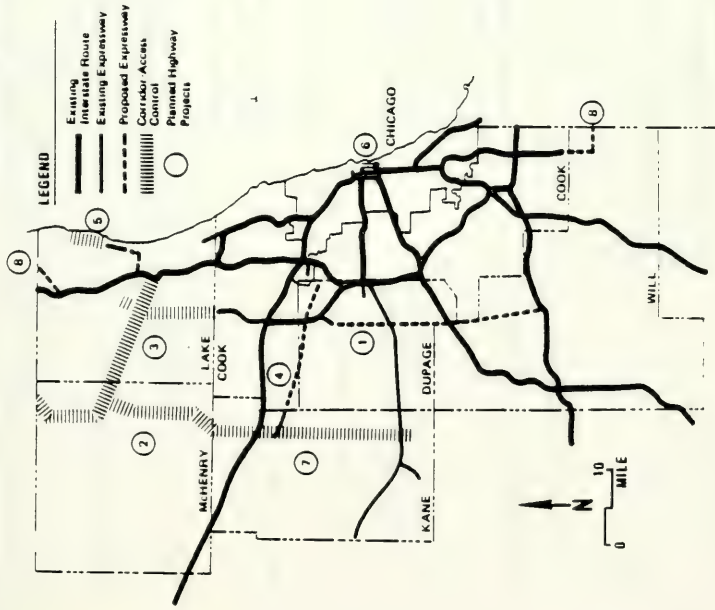 LEGEND
Existing
Interstate Route
Existing Expressway
Proposed Expressway
Corridor-Access
Control
Planned Highway
Projects
8
5
3
2
LAKE
COOK
McHENRY
4
7
1
6
CHICAGO
DUPAGE
KANE
COOK
8
WILL
N
0 10
MILE